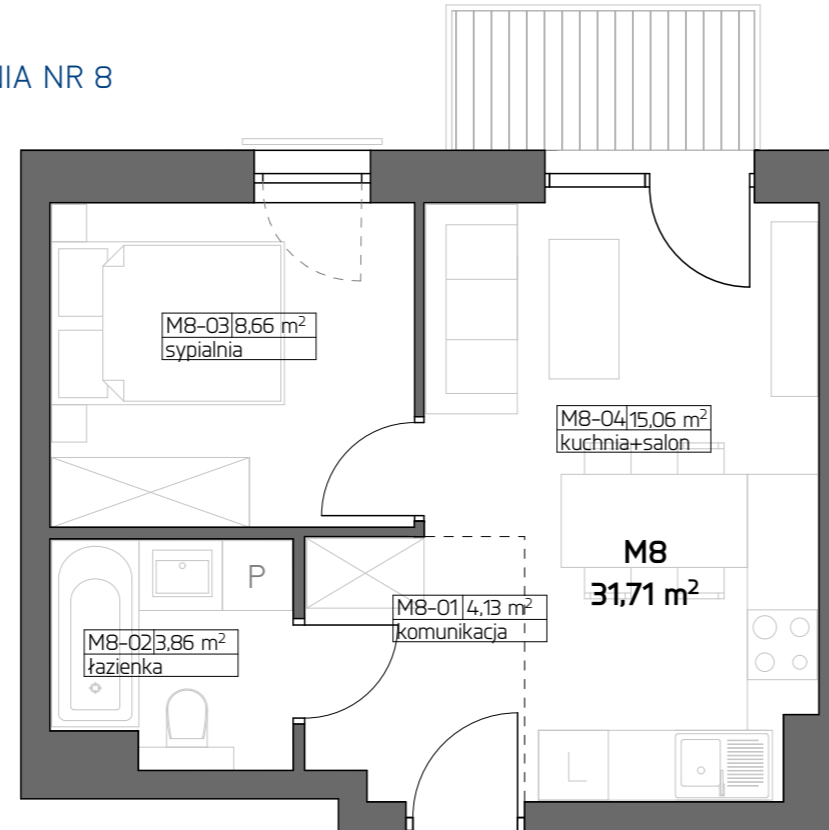 NIA NR 8
M8-03 8,66 m²
sypialnia
M8-04 15,06 m²
kuchnia+salon
M8
31,71 m²
P
M8-01 4,13 m²
komunikacja
M8-02 3,86 m²
łazienka
L